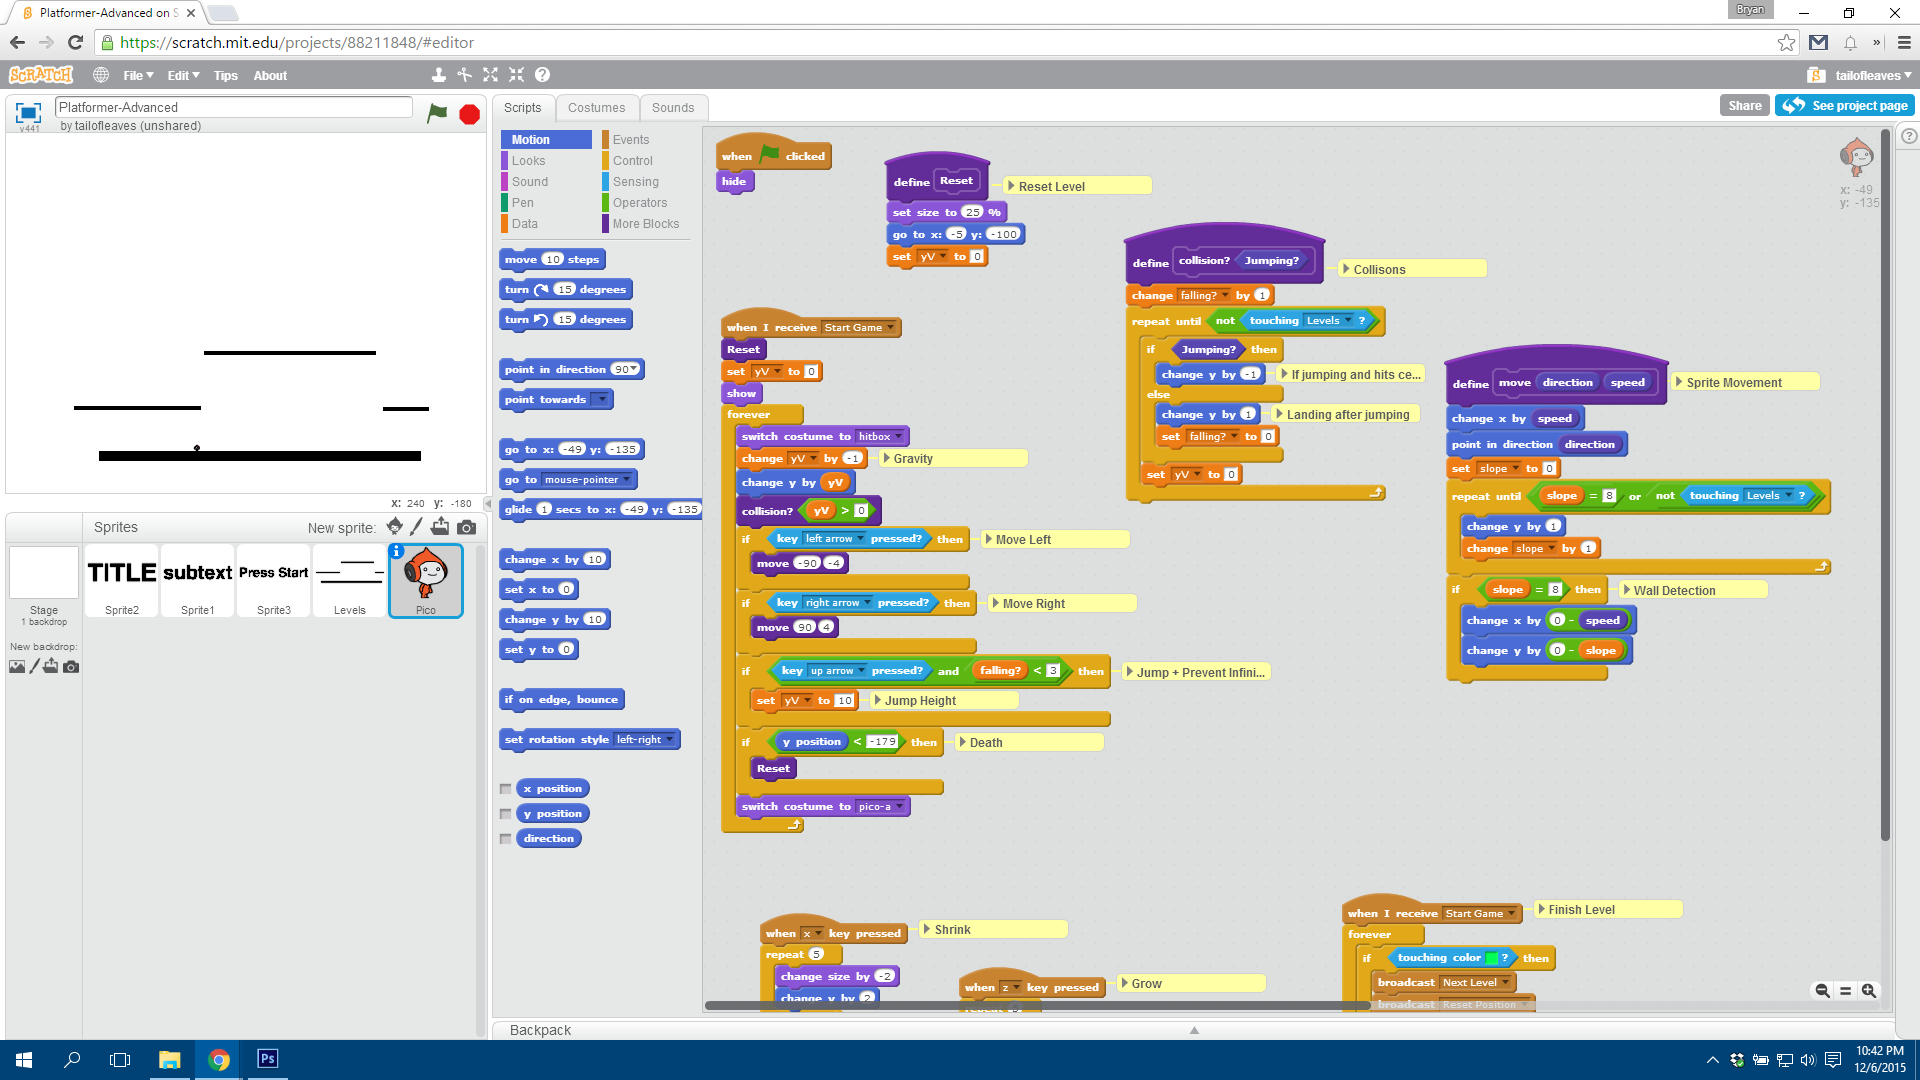 Platformer-Advanced on S
Bryan
https://scratch.mit.edu/projects/88211848/#editor
SCRATCH
File
Edit
Tips
About
tailofleaves
Platformer-Advanced
by tailofleaves (unshared)
v441
Scripts
Costumes
Sounds
Share
See project page
Motion
Looks
Sound
Pen
Data
Events
Control
Sensing
Operators
More Blocks
move 10 steps
turn 15 degrees
turn 15 degrees
point in direction 90
point towards
go to x: -49 y: -135
go to mouse-pointer
glide 1 secs to x: -49 y: -135
change x by 10
set x to 0
change y by 10
set y to 0
if on edge, bounce
set rotation style left-right
x position
y position
direction
x: 240 y: -180
Sprites
New sprite:
TITLE
Sprite2
subtext
Sprite1
Press Start
Sprite3
Levels
Pico
Stage
1 backdrop
New backdrop:
when clicked
hide
define Reset
Reset Level
set size to 25 %
go to x: -5 y: -100
set yV to 0
x: -49
y: -135
when I receive Start Game
Reset
set yV to 0
show
forever
switch costume to hitbox
change yV by -1
Gravity
change y by yV
collision? yV > 0
if key left arrow pressed? then
Move Left
move -90 -4
if key right arrow pressed? then
Move Right
move 90 4
if key up arrow pressed? and falling? < 3 then
Jump + Prevent Infini...
set yV to 10
Jump Height
if y position < -179 then
Death
Reset
switch costume to pico-a
define collision? Jumping?
Collisons
change falling? by 1
repeat until not touching Levels ?
if Jumping? then
change y by -1
If jumping and hits ce...
else
change y by 1
Landing after jumping
set falling? to 0
set yV to 0
define move direction speed
Sprite Movement
change x by speed
point in direction direction
set slope to 0
repeat until slope = 8 or not touching Levels ?
change y by 1
change slope by 1
if slope = 8 then
Wall Detection
change x by 0 - speed
change y by 0 - slope
when x key pressed
Shrink
repeat 5
change size by -2
change y by 2
when z key pressed
Grow
when I receive Start Game
Finish Level
forever
if touching color ? then
broadcast Next Level
broadcast Reset Position
Backpack
Ps
10:42 PM
12/6/2015